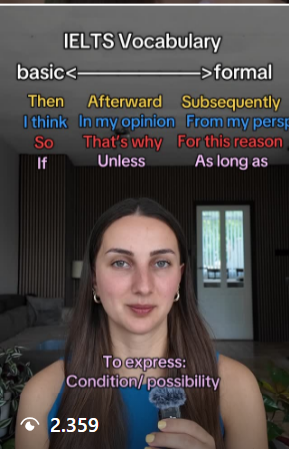 IELTS Vocabulary
basic<——————>formal
Then Afterward Subsequently
I think In my opinion From my persp
So That's why For this reason
If Unless As long as
To express:
Condition/ possibility
2.359